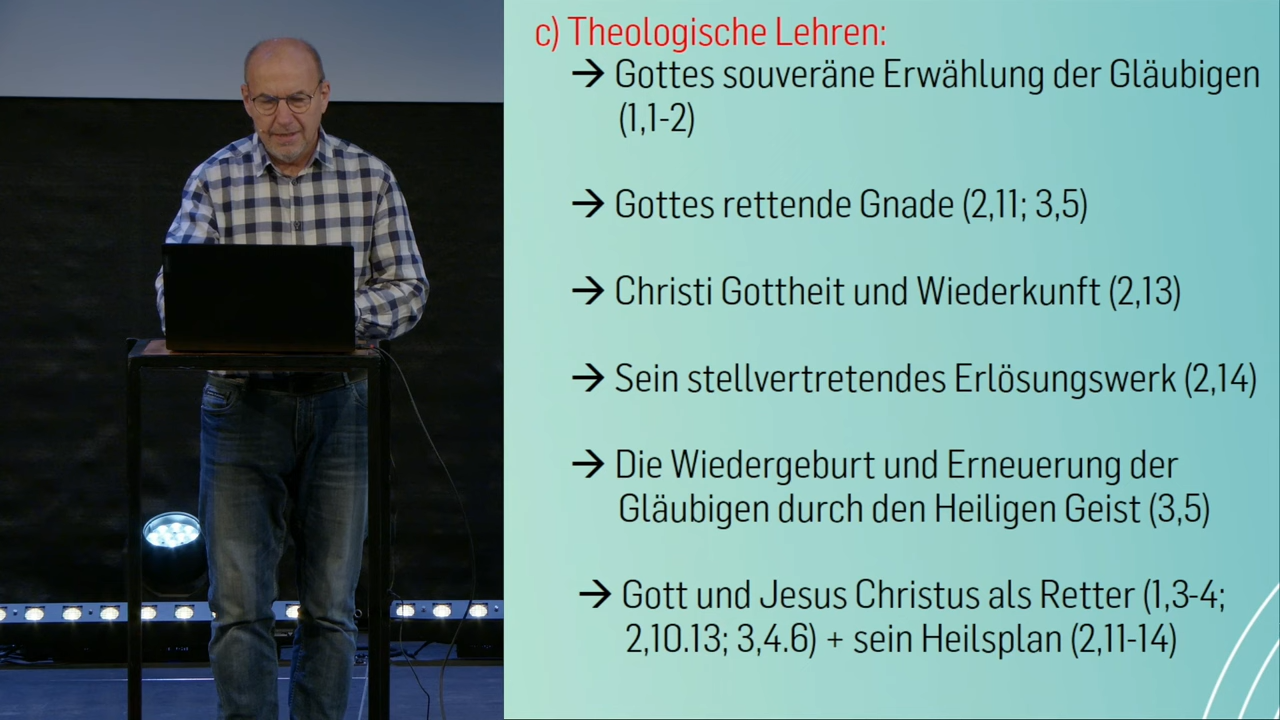 c) Theologische Lehren:
→ Gottes souveräne Erwählung der Gläubigen
(1,1-2)
→ Gottes rettende Gnade (2,11; 3,5)
→ Christi Gottheit und Wiederkunft (2,13)
→ Sein stellvertretendes Erlösungswerk (2,14)
→ Die Wiedergeburt und Erneuerung der
Gläubigen durch den Heiligen Geist (3,5)
→ Gott und Jesus Christus als Retter (1,3-4;
2,10.13; 3,4.6) + sein Heilsplan (2,11-14)